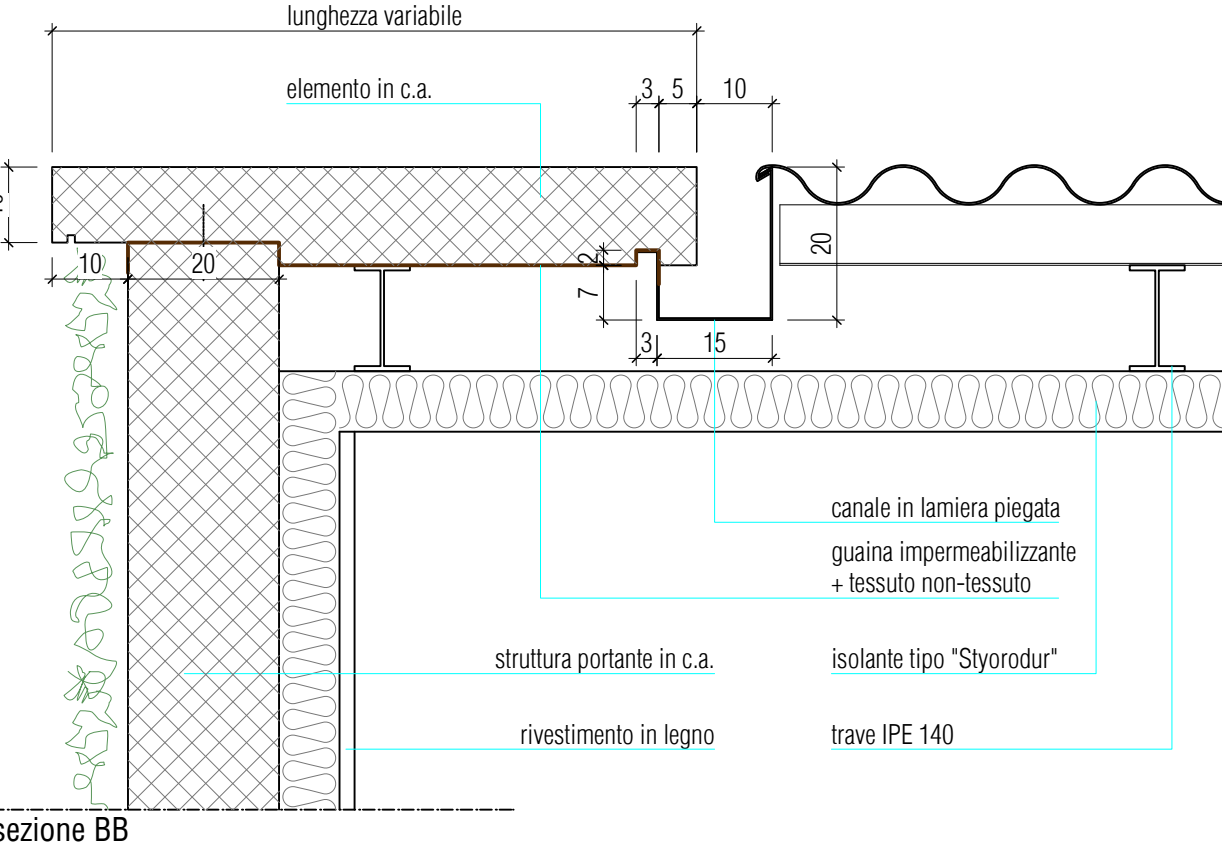 lunghezza variabile
elemento in c.a.
3 5 10
10 20
2
7
20
3 15
canale in lamiera piegata
guaina impermeabilizzante
+ tessuto non-tessuto
struttura portante in c.a.
isolante tipo "Styorodur"
rivestimento in legno
trave IPE 140
sezione BB